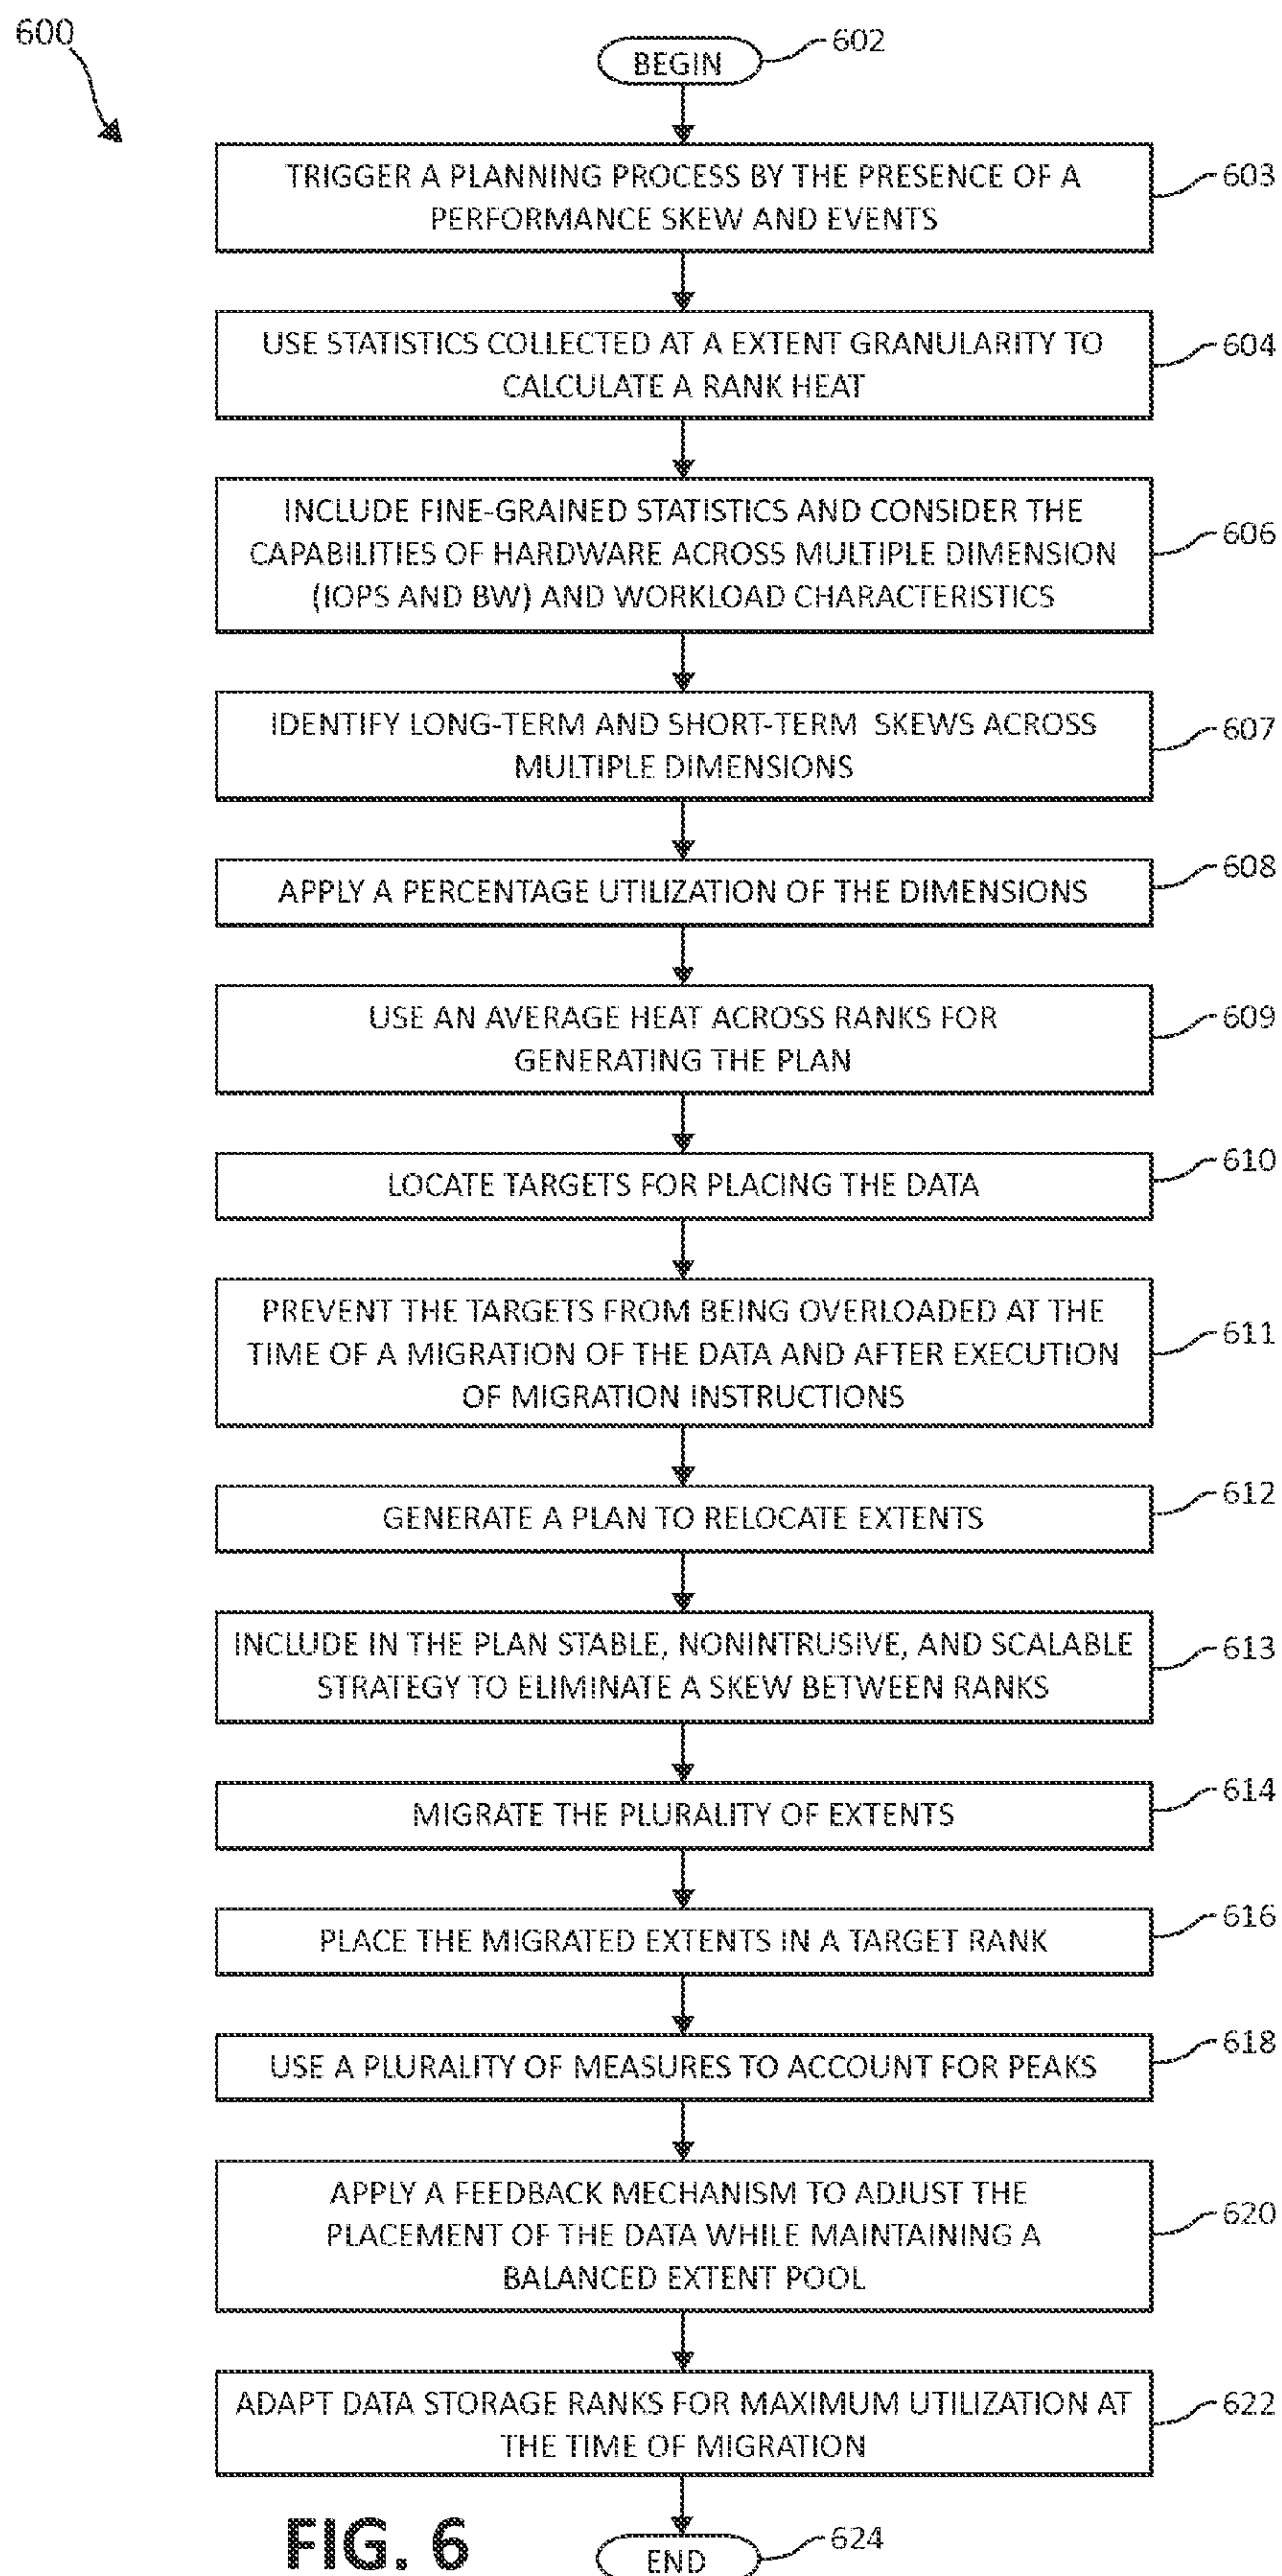 600
BEGIN
602
TRIGGER A PLANNING PROCESS BY THE PRESENCE OF A
PERFORMANCE SKEW AND EVENTS
603
USE STATISTICS COLLECTED AT A EXTENT GRANULARITY TO
CALCULATE A RANK HEAT
604
INCLUDE FINE-GRAINED STATISTICS AND CONSIDER THE
CAPABILITIES OF HARDWARE ACROSS MULTIPLE DIMENSION
(IOPS AND BW) AND WORKLOAD CHARACTERISTICS
606
IDENTIFY LONG-TERM AND SHORT-TERM SKEWS ACROSS
MULTIPLE DIMENSIONS
607
APPLY A PERCENTAGE UTILIZATION OF THE DIMENSIONS
608
USE AN AVERAGE HEAT ACROSS RANKS FOR
GENERATING THE PLAN
609
LOCATE TARGETS FOR PLACING THE DATA
610
PREVENT THE TARGETS FROM BEING OVERLOADED AT THE
TIME OF A MIGRATION OF THE DATA AND AFTER EXECUTION
OF MIGRATION INSTRUCTIONS
611
GENERATE A PLAN TO RELOCATE EXTENTS
612
INCLUDE IN THE PLAN STABLE, NONINTRUSIVE, AND SCALABLE
STRATEGY TO ELIMINATE A SKEW BETWEEN RANKS
613
MIGRATE THE PLURALITY OF EXTENTS
614
PLACE THE MIGRATED EXTENTS IN A TARGET RANK
616
USE A PLURALITY OF MEASURES TO ACCOUNT FOR PEAKS
618
APPLY A FEEDBACK MECHANISM TO ADJUST THE
PLACEMENT OF THE DATA WHILE MAINTAINING A
BALANCED EXTENT POOL
620
ADAPT DATA STORAGE RANKS FOR MAXIMUM UTILIZATION AT
THE TIME OF MIGRATION
622
FIG. 6
END
624